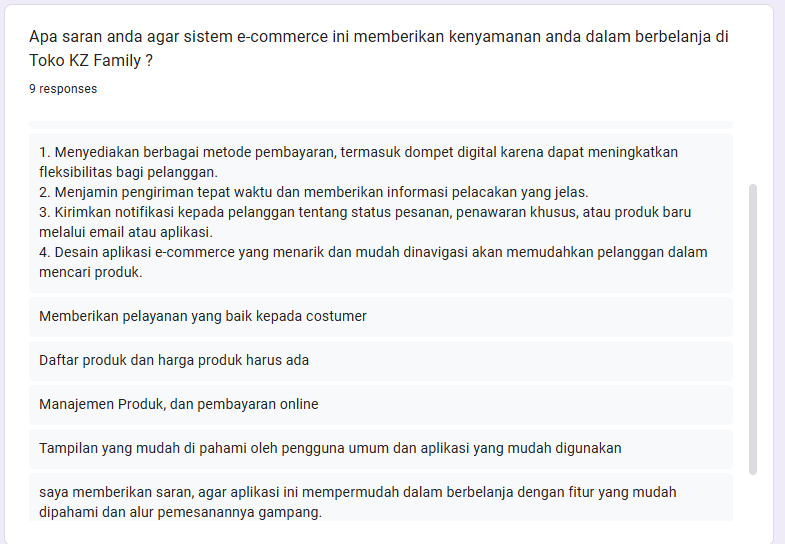 Apa saran anda agar sistem e-commerce ini memberikan kenyamanan anda dalam berbelanja di
Toko KZ Family ?
9 responses
1. Menyediakan berbagai metode pembayaran, termasuk dompet digital karena dapat meningkatkan
fleksibilitas bagi pelanggan.
2. Menjamin pengiriman tepat waktu dan memberikan informasi pelacakan yang jelas.
3. Kirimkan notifikasi kepada pelanggan tentang status pesanan, penawaran khusus, atau produk baru
melalui email atau aplikasi.
4. Desain aplikasi e-commerce yang menarik dan mudah dinavigasi akan memudahkan pelanggan dalam
mencari produk.
Memberikan pelayanan yang baik kepada costumer
Daftar produk dan harga produk harus ada
Manajemen Produk, dan pembayaran online
Tampilan yang mudah di pahami oleh pengguna umum dan aplikasi yang mudah digunakan
saya memberikan saran, agar aplikasi ini mempermudah dalam berbelanja dengan fitur yang mudah
dipahami dan alur pemesanannya gampang.